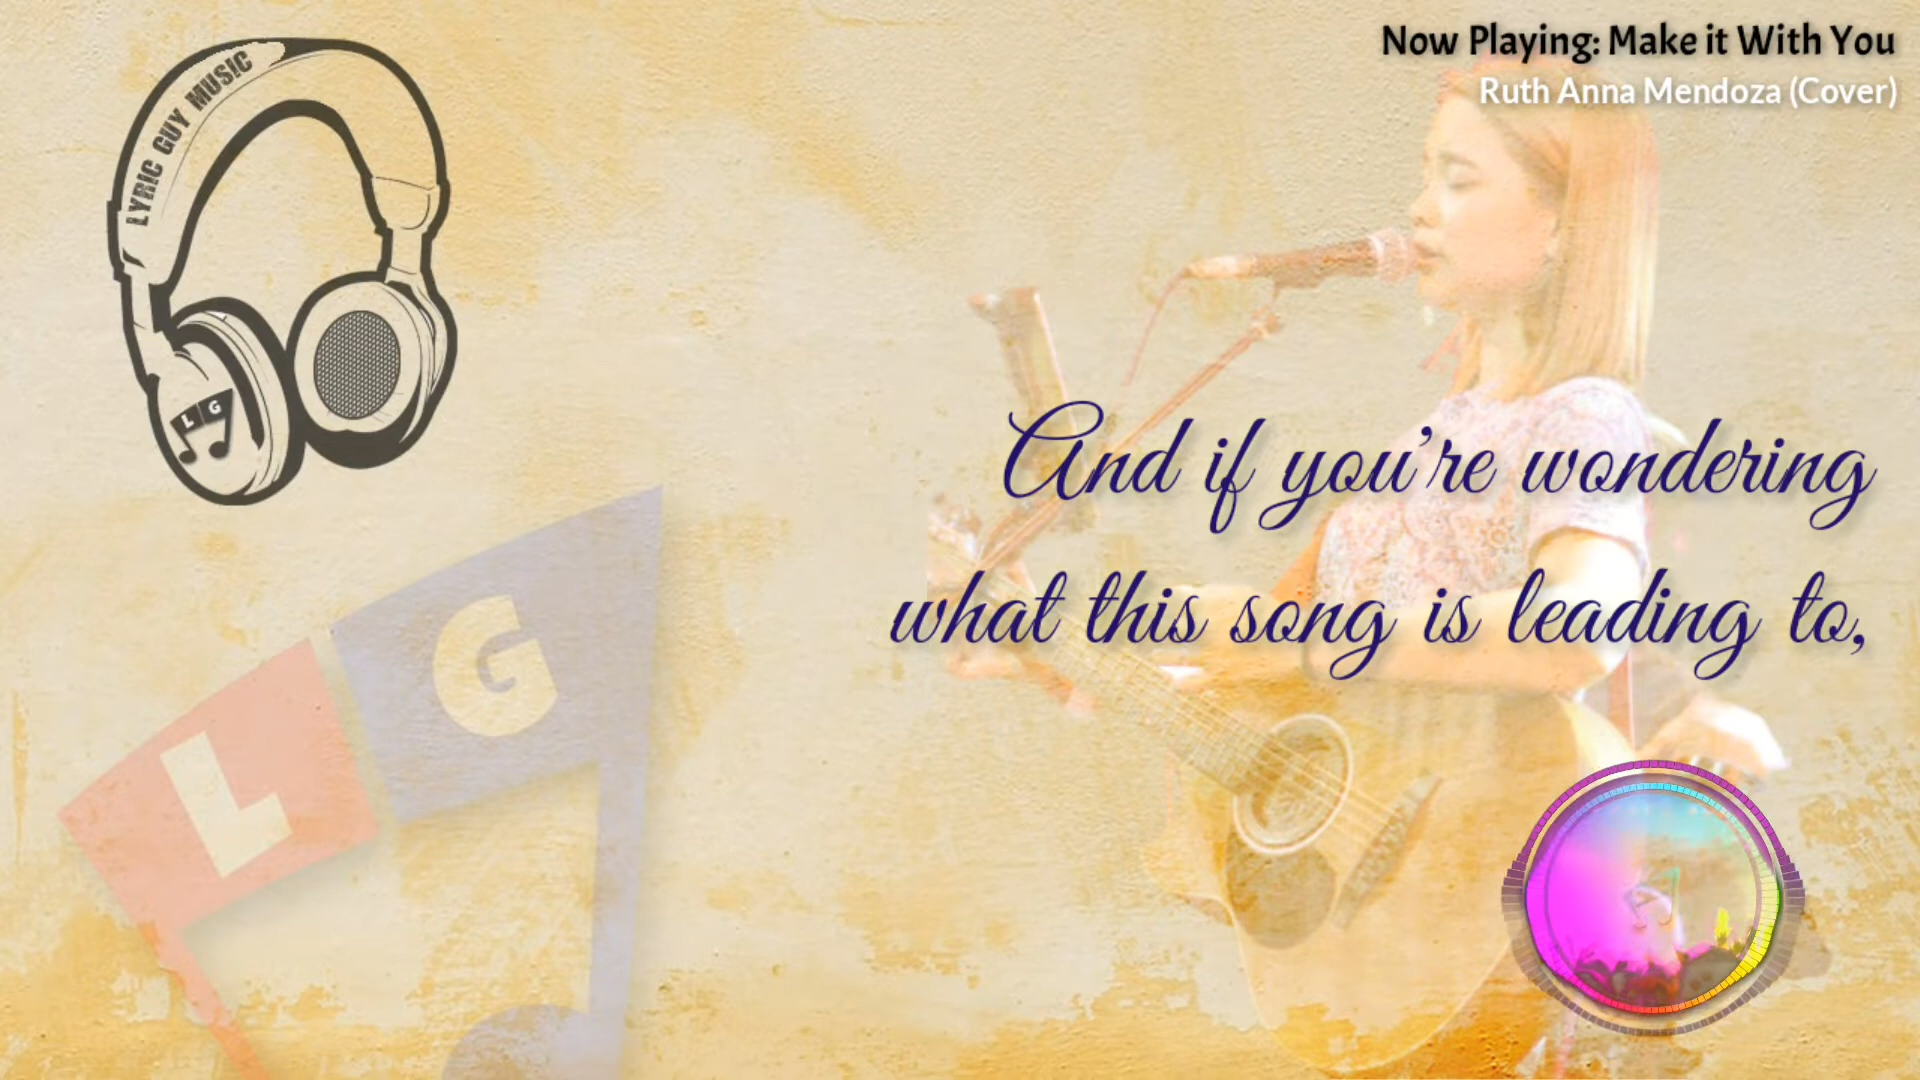 Now Playing: Make it With You
Ruth Anna Mendoza (Cover)
LYRIC GUY MUSIC
L G
And if you're wondering
what this song is leading to,
L G